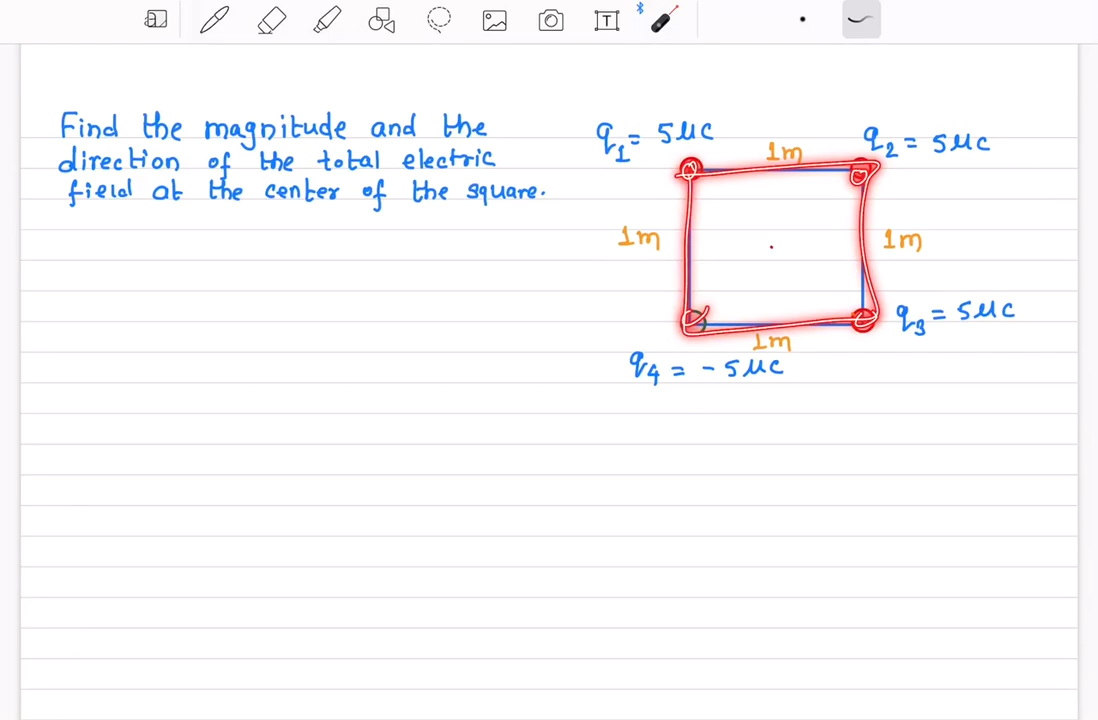 Find the magnitude and the
direction of the total electric
field at the center of the square.
q1 = 5μc
1m
q2 = 5μc
1m
1m
q3 = 5μc
1m
q4 = - 5μc
T